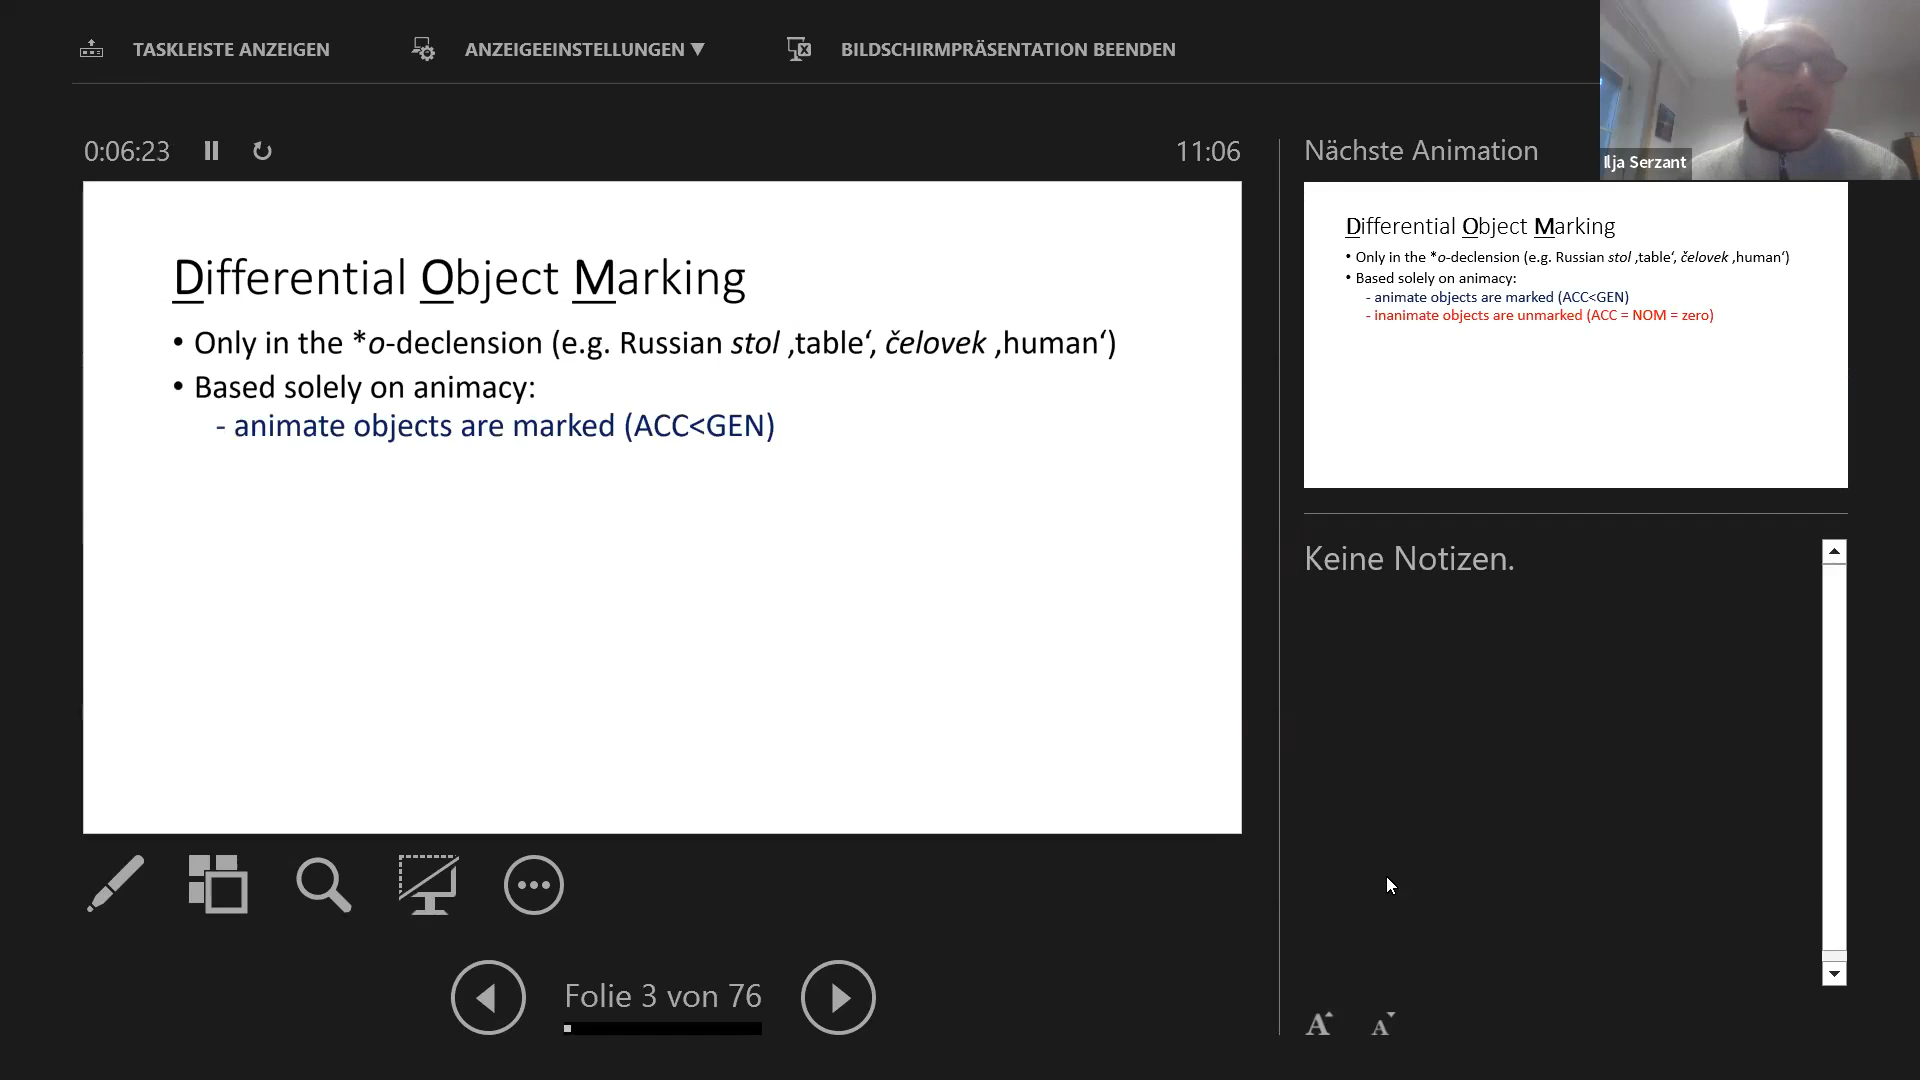 TASKLEISTE ANZEIGEN
ANZEIGEEINSTELLUNGEN ▼
BILDSCHIRMPRÄSENTATION BEENDEN
Ilja Serzant
0:06:23
11:06
Differential Object Marking
• Only in the *o-declension (e.g. Russian stol ‚table‘, čelovek ‚human‘)
• Based solely on animacy:
- animate objects are marked (ACC<GEN)
Folie 3 von 76
Nächste Animation
Differential Object Marking
• Only in the *o-declension (e.g. Russian stol ‚table‘, čelovek ‚human‘)
• Based solely on animacy:
- animate objects are marked (ACC<GEN)
- inanimate objects are unmarked (ACC = NOM = zero)
Keine Notizen.
A A